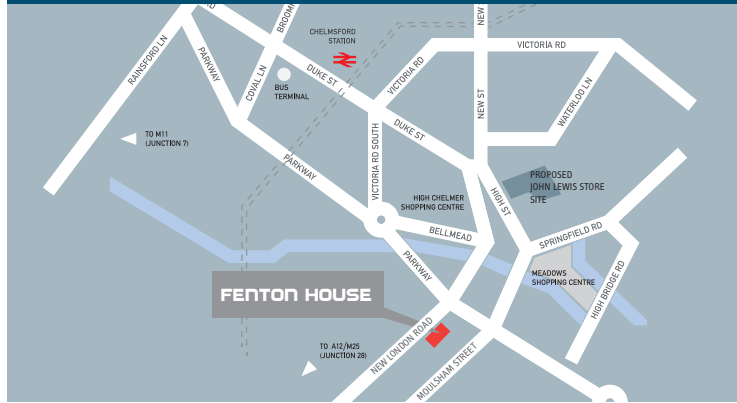 RD
BROOM
NEW
CHELMSFORD
STATION
VICTORIA RD
RAINSFORD LN
PARKWAY
COVAL LN
DUKE ST
VICTORIA RD
BUS
TERMINAL
NEW ST
WATERLOO LN
DUKE ST
TO M11
(JUNCTION 7)
PARKWAY
VICTORIA RD SOUTH
PROPOSED
JOHN LEWIS STORE
SITE
HIGH CHELMER
SHOPPING CENTRE
HIGH ST
BELLMEAD
SPRINGFIELD RD
PARKWAY
MEADOWS
SHOPPING CENTRE
HIGH BRIDGE RD
FENTON HOUSE
NEW LONDON ROAD
TO A12/M25
(JUNCTION 28)
MOULSHAM STREET